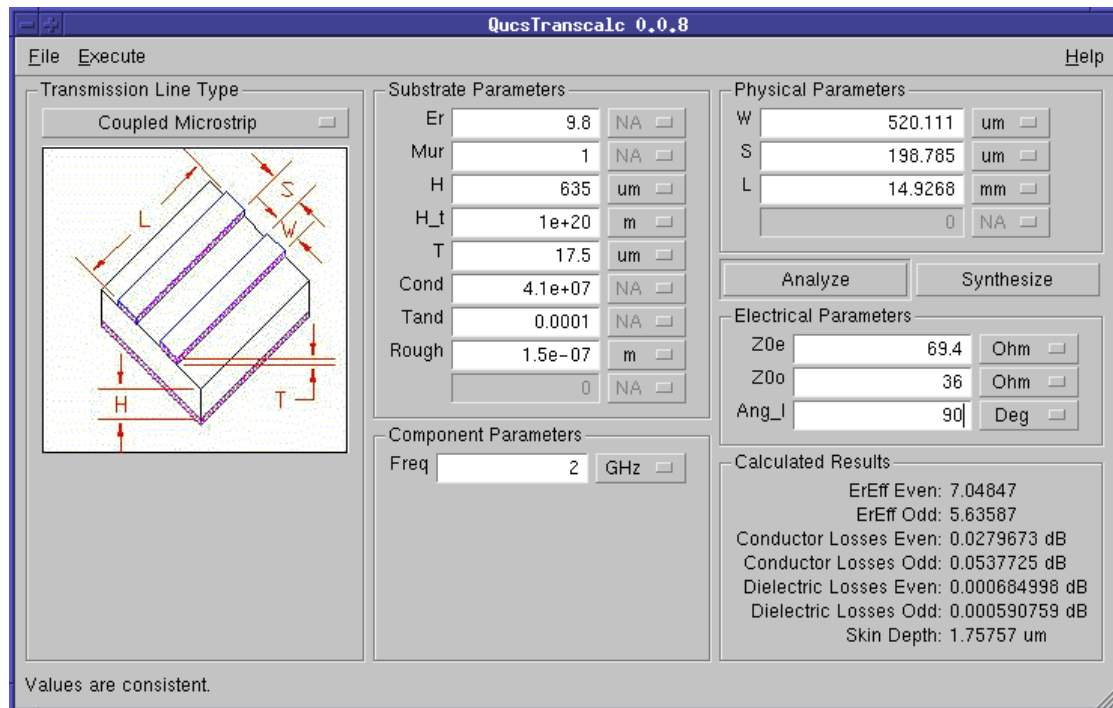 QucsTranscalc 0.0.8
File Execute Help
Transmission Line Type
Coupled Microstrip
L
S
W
H
T
Substrate Parameters
Er 9.8 NA
Mur 1 NA
H 635 um
H_t 1e+20 m
T 17.5 um
Cond 4.1e+07 NA
Tand 0.0001 NA
Rough 1.5e-07 m
0 NA
Component Parameters
Freq 2 GHz
Physical Parameters
W 520.111 um
S 198.785 um
L 14.9268 mm
0 NA
Analyze Synthesize
Electrical Parameters
Z0e 69.4 Ohm
Z0o 36 Ohm
Ang_l 90 Deg
Calculated Results
ErEff Even: 7.04847
ErEff Odd: 5.63587
Conductor Losses Even: 0.0279673 dB
Conductor Losses Odd: 0.0537725 dB
Dielectric Losses Even: 0.000684998 dB
Dielectric Losses Odd: 0.000590759 dB
Skin Depth: 1.75757 um
Values are consistent.